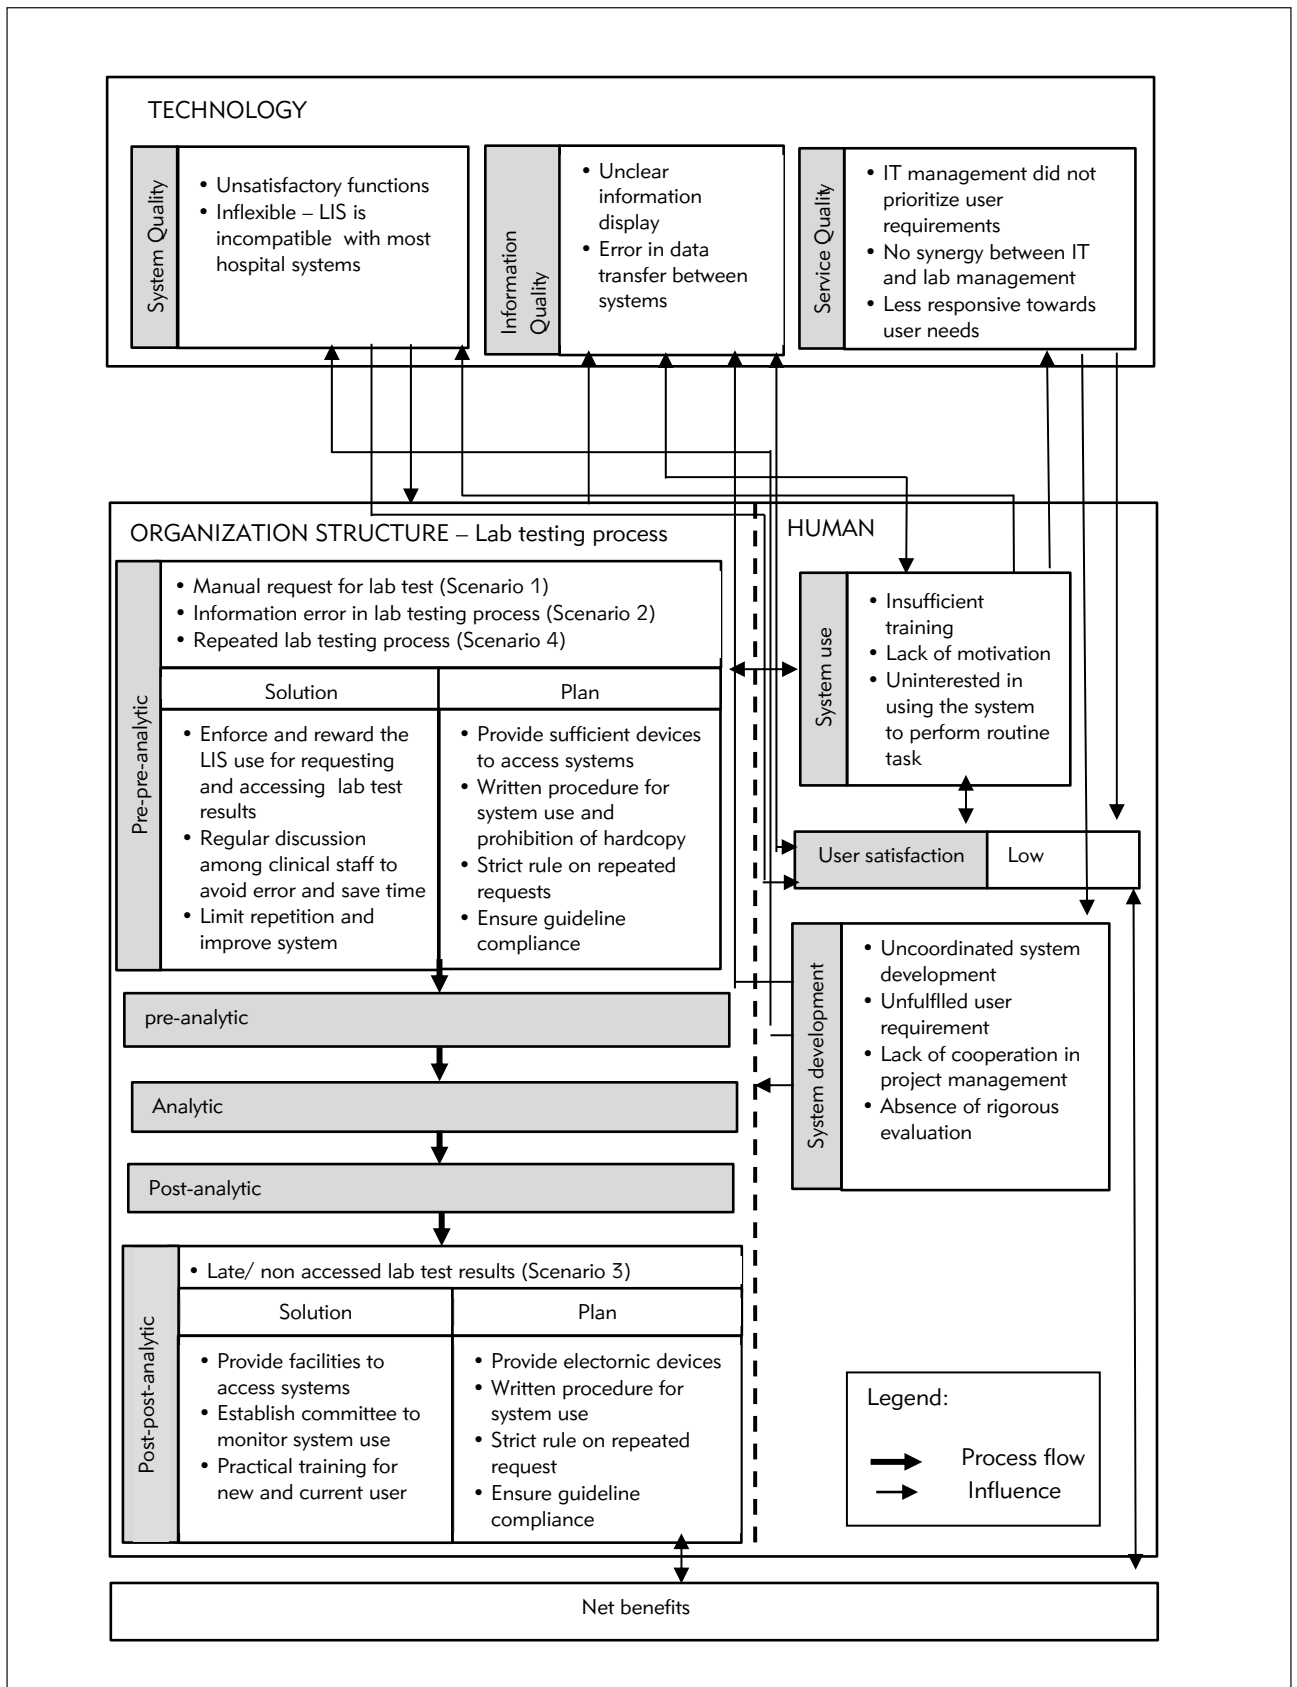 TECHNOLOGY
System Quality
• Unsatisfactory functions
• Inflexible – LIS is
incompatible with most
hospital systems
Information
Quality
• Unclear
information
display
• Error in data
transfer between
systems
Service Quality
• IT management did not
prioritize user
requirements
• No synergy between IT
and lab management
• Less responsive towards
user needs
ORGANIZATION STRUCTURE – Lab testing process
Pre-pre-analytic
• Manual request for lab test (Scenario 1)
• Information error in lab testing process (Scenario 2)
• Repeated lab testing process (Scenario 4)
Solution
• Enforce and reward the
LIS use for requesting
and accessing lab test
results
• Regular discussion
among clinical staff to
avoid error and save time
• Limit repetition and
improve system
Plan
• Provide sufficient devices
to access systems
• Written procedure for
system use and
prohibition of hardcopy
• Strict rule on repeated
requests
• Ensure guideline
compliance
pre-analytic
Analytic
Post-analytic
Post-post-analytic
• Late/ non accessed lab test results (Scenario 3)
Solution
• Provide facilities to
access systems
• Establish committee to
monitor system use
• Practical training for
new and current user
Plan
• Provide electornic devices
• Written procedure for
system use
• Strict rule on repeated
request
• Ensure guideline
compliance
HUMAN
System use
• Insufficient
training
• Lack of motivation
• Uninterested in
using the system
to perform routine
task
User satisfaction
Low
System development
• Uncoordinated system
development
• Unfulflled user
requirement
• Lack of cooperation in
project management
• Absence of rigorous
evaluation
Legend:
Process flow
Influence
Net benefits